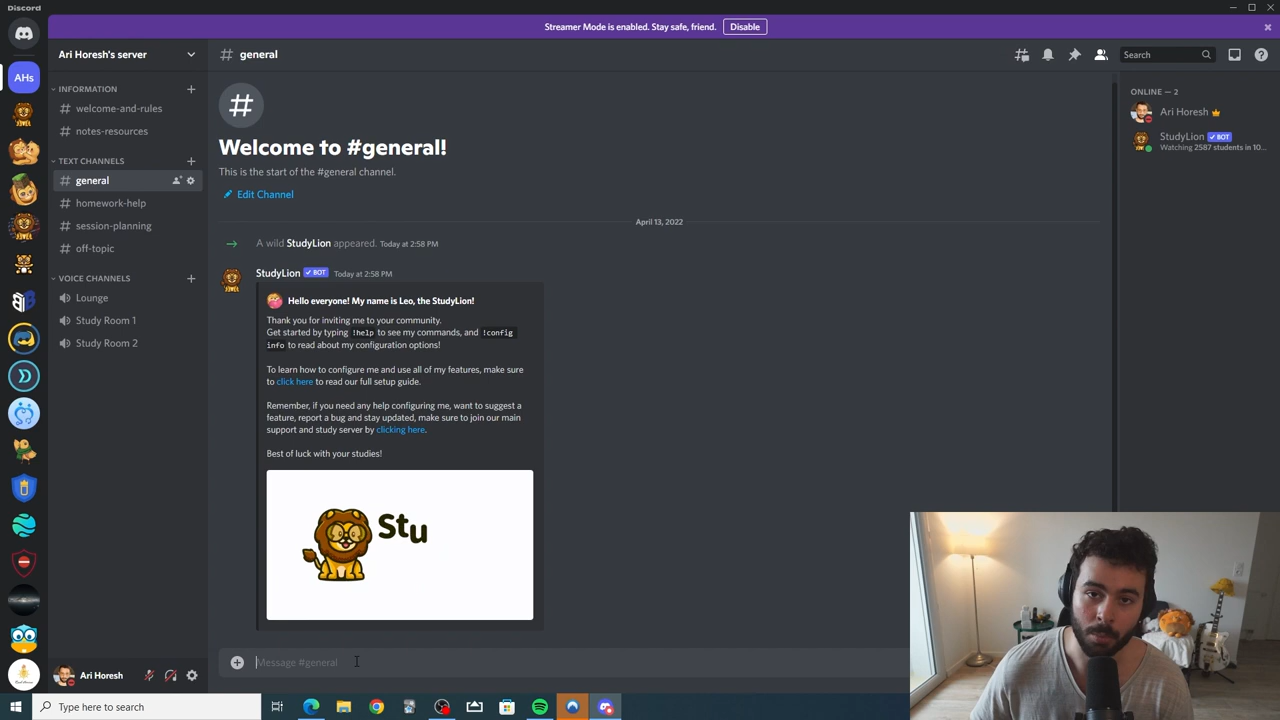 Discord
Streamer Mode is enabled. Stay safe, friend. Disable
AHs
Ari Horesh's server
# general
Search
INFORMATION
welcome-and-rules
notes-resources
TEXT CHANNELS
general
homework-help
session-planning
off-topic
VOICE CHANNELS
Lounge
Study Room 1
Study Room 2
#
Welcome to #general!
This is the start of the #general channel.
Edit Channel
April 13, 2022
A wild StudyLion appeared. Today at 2:58 PM
StudyLion ✓ BOT Today at 2:58 PM
Hello everyone! My name is Leo, the StudyLion!
Thank you for inviting me to your community.
Get started by typing !help to see my commands, and !config
info to read about my configuration options!
To learn how to configure me and use all of my features, make sure
to click here to read our full setup guide.
Remember, if you need any help configuring me, want to suggest a
feature, report a bug and stay updated, make sure to join our main
support and study server by clicking here.
Best of luck with your studies!
Stu
Message #general
ONLINE — 2
Ari Horesh
StudyLion ✓ BOT
Watching 2587 students in 10...
Ari Horesh
Type here to search